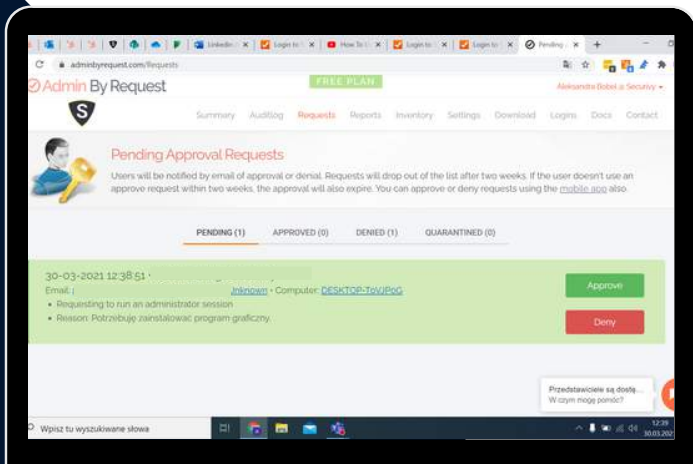 Linkedin
Login to
How To U
Login to
Login to
Pending
adminbyrequest.com/Requests
Admin By Request
FREE PLAN
S
Summary Auditlog Requests Reports Inventory Settings Download Logins Docs Contact
Pending Approval Requests
Users will be notified by email of approval or denial. Requests will drop out of the list after two weeks. If the user doesn't use an
approve request within two weeks, the approval will also expire. You can approve or deny requests using the mobile app also.
PENDING (1) APPROVED (0) DENIED (1) QUARANTINED (0)
30-03-2021 12:38:51 •
Email: Jnknown • Computer:
• Requesting to run an administrator session
• Reason: Potrzebuję zainstalować program graficzny.
Approve
Deny
Przedstawiciele są dostę...
W czym mogę pomóc?
Wpisz tu wyszukiwane słowa
12:39
30.03.202